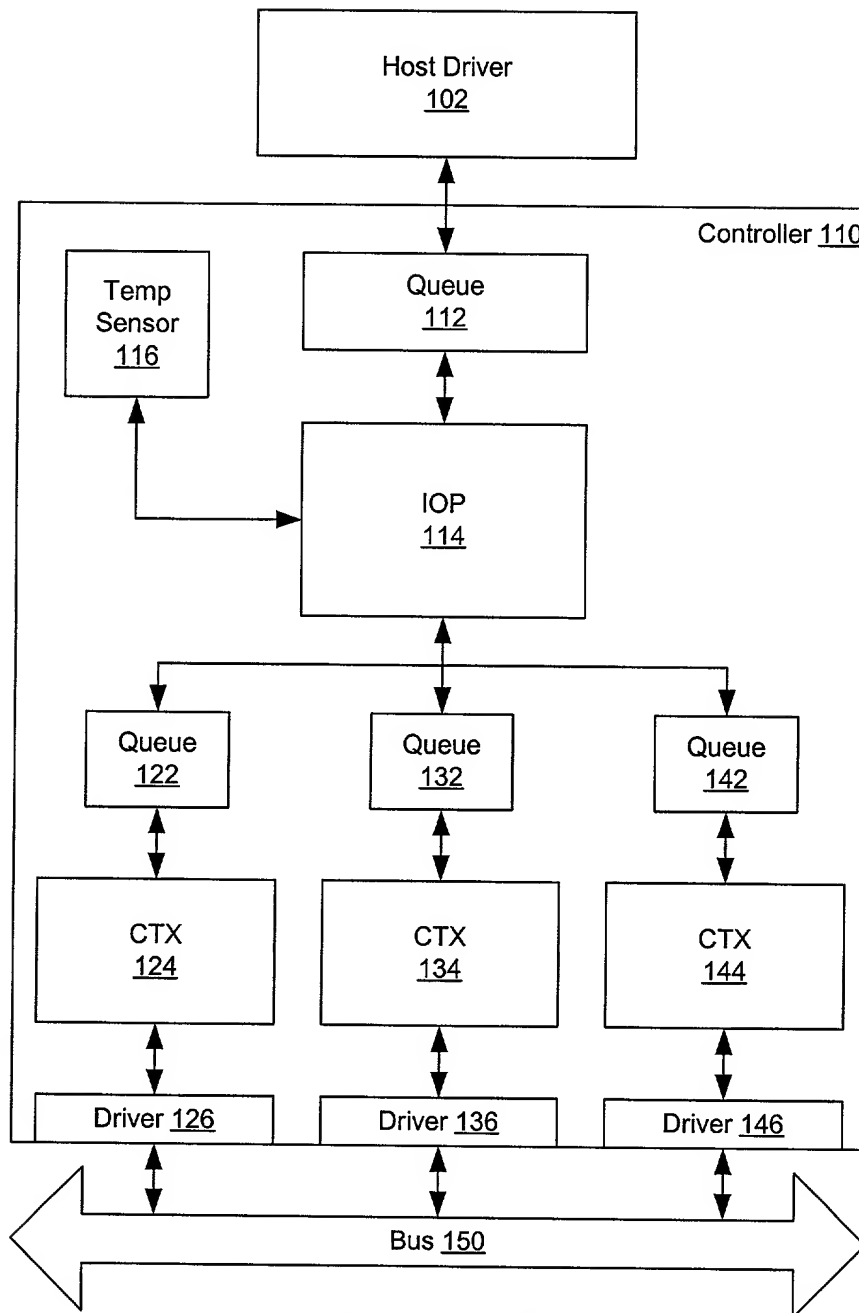 Host Driver
102
Controller 110
Temp
Sensor
116
Queue
112
IOP
114
Queue
122
Queue
132
Queue
142
CTX
124
CTX
134
CTX
144
Driver 126
Driver 136
Driver 146
Bus 150